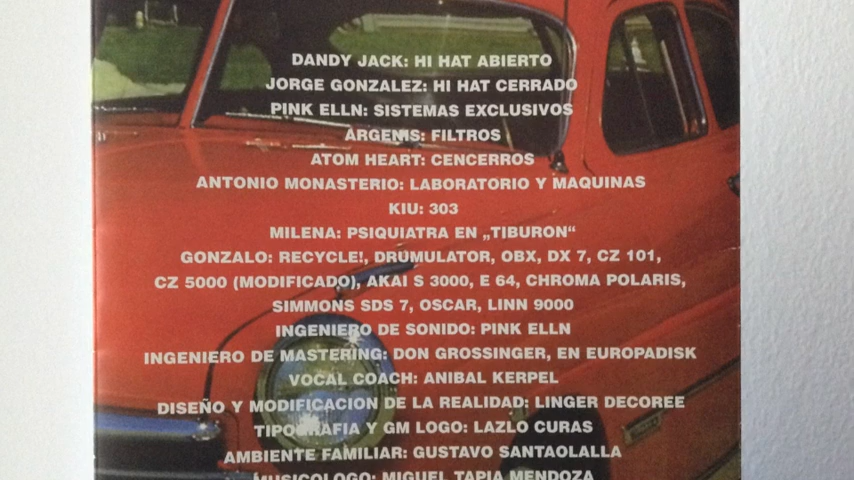 DANDY JACK: HI HAT ABIERTO
JORGE GONZALEZ: HI HAT CERRADO
PINK ELLN: SISTEMAS EXCLUSIVOS
ARGENIS: FILTROS
ATOM HEART: CENCERROS
ANTONIO MONASTERIO: LABORATORIO Y MAQUINAS
KIU: 303
MILENA: PSIQUIATRA EN „TIBURON“
GONZALO: RECYCLE!, DRUMULATOR, OBX, DX 7, CZ 101,
CZ 5000 (MODIFICADO), AKAI S 3000, E 64, CHROMA POLARIS,
SIMMONS SDS 7, OSCAR, LINN 9000
INGENIERO DE SONIDO: PINK ELLN
INGENIERO DE MASTERING: DON GROSSINGER, EN EUROPADISK
VOCAL COACH: ANIBAL KERPEL
DISEÑO Y MODIFICACION DE LA REALIDAD: LINGER DECOREE
TIPOGRAFIA Y GM LOGO: LAZLO CURAS
AMBIENTE FAMILIAR: GUSTAVO SANTAOLALLA
MUSICOLOGO: MIGUEL TAPIA MENDOZA